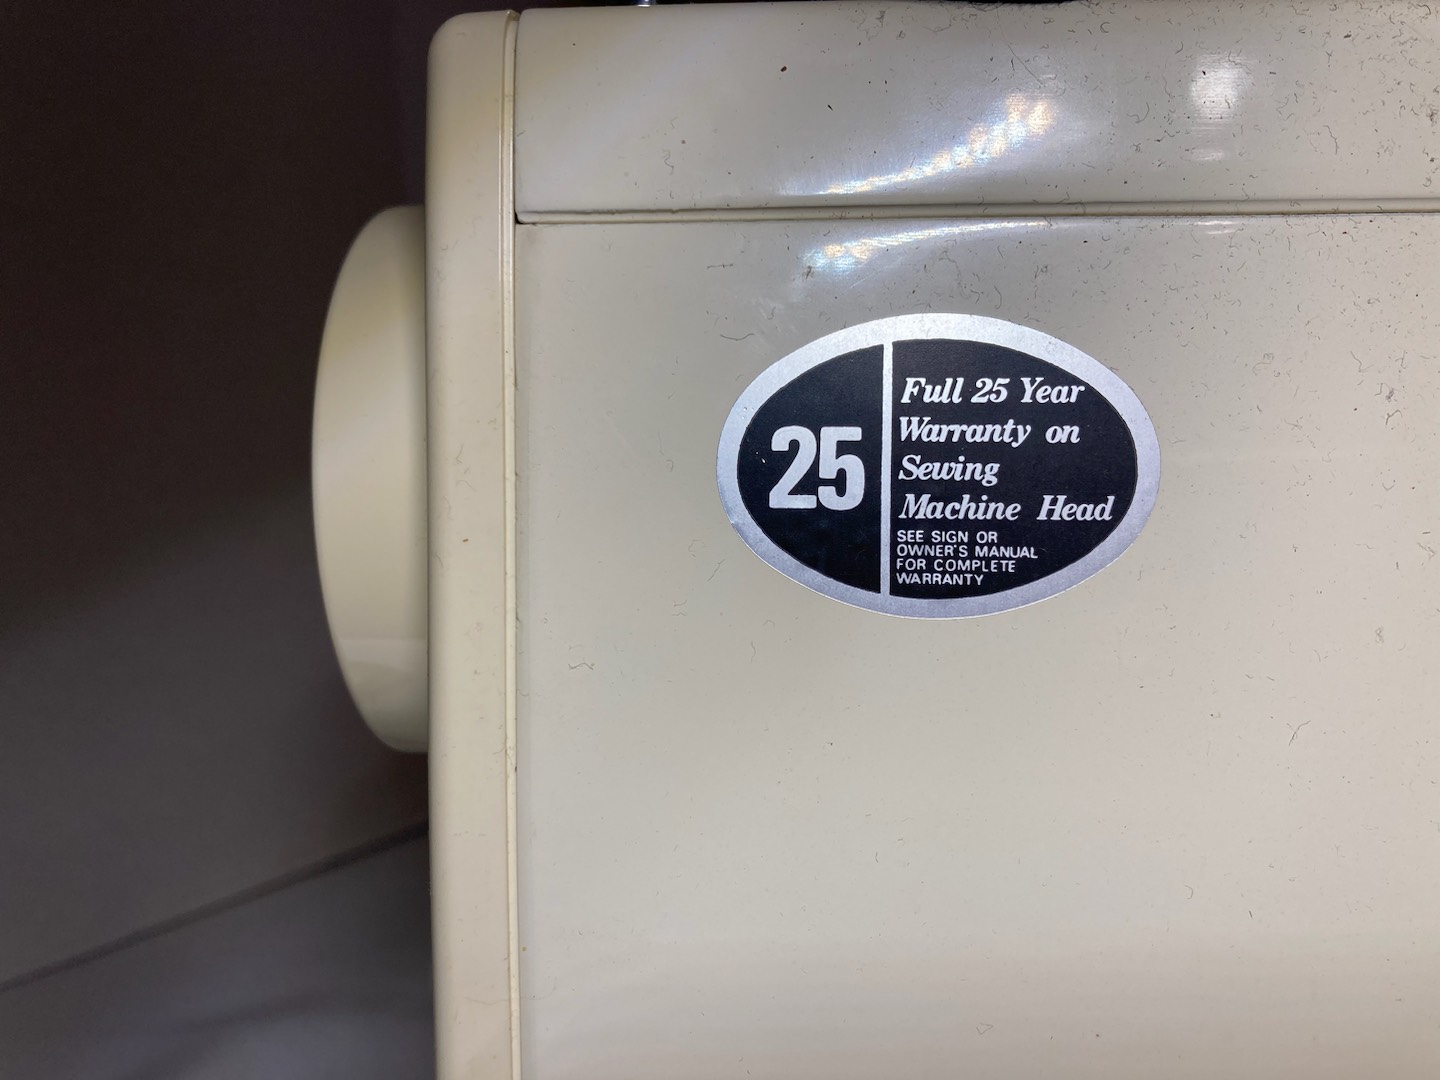 25
Full 25 Year
Warranty on
Sewing
Machine Head
SEE SIGN OR
OWNER'S MANUAL
FOR COMPLETE
WARRANTY